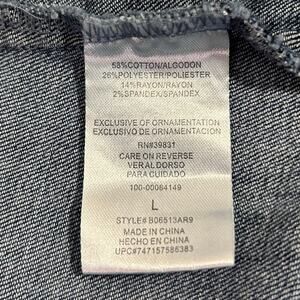 58%COTTON/ALGODON
26%POLYESTER/POLIESTER
14%RAYON/RAYON
2%SPANDEX/SPANDEX
EXCLUSIVE OF ORNAMENTATION
EXCLUSIVO DE ORNAMENTACION
RN#39831
CARE ON REVERSE
VER AL DORSO
PARA CUIDADO
100-00064149
L
STYLE# B06513AR9
MADE IN CHINA
HECHO EN CHINA
UPC#747157586383